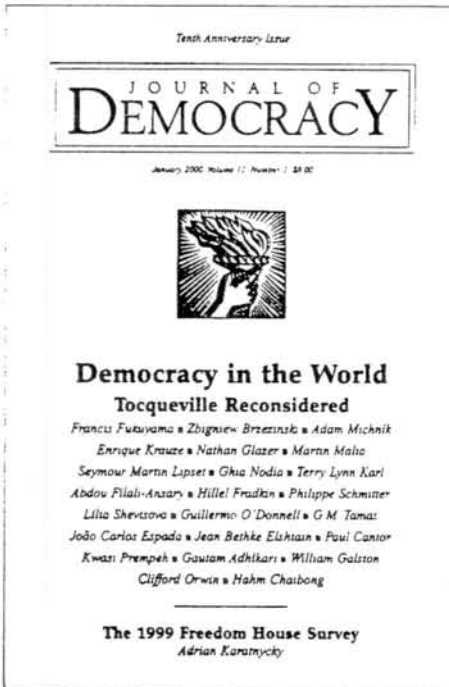 Tenth Anniversary Issue
JOURNAL OF
DEMOCRACY
January 2000 Volume 11 Number 1 $9.00
Democracy in the World
Tocqueville Reconsidered
Francis Fukuyama ■ Zbigniew Brzezinski ■ Adam Michnik
Enrique Krauze ■ Nathan Glazer ■ Martin Malia
Seymour Martin Lipset ■ Ghia Nodia ■ Terry Lynn Karl
Abdou Filali-Ansary ■ Hillel Fradkin ■ Philippe Schmitter
Lilia Shevtsova ■ Guillermo O'Donnell ■ G M Tamas
João Carlos Espada ■ Jean Bethke Elshtain ■ Paul Cantor
Kwasi Prempeh ■ Gautam Adhikari ■ William Galston
Clifford Orwin ■ Hahm Chaibong
The 1999 Freedom House Survey
Adrian Karatnycky